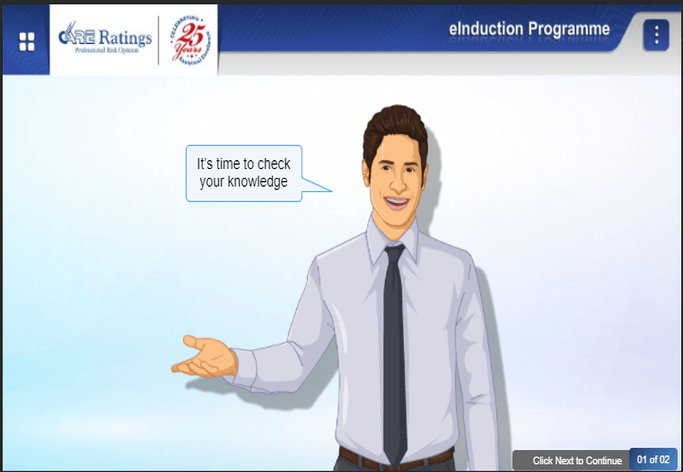 CARE Ratings
Professional Risk Opinion
CELEBRATING
25
Years
eInduction Programme
It's time to check
your knowledge
Click Next to Continue
01 of 02